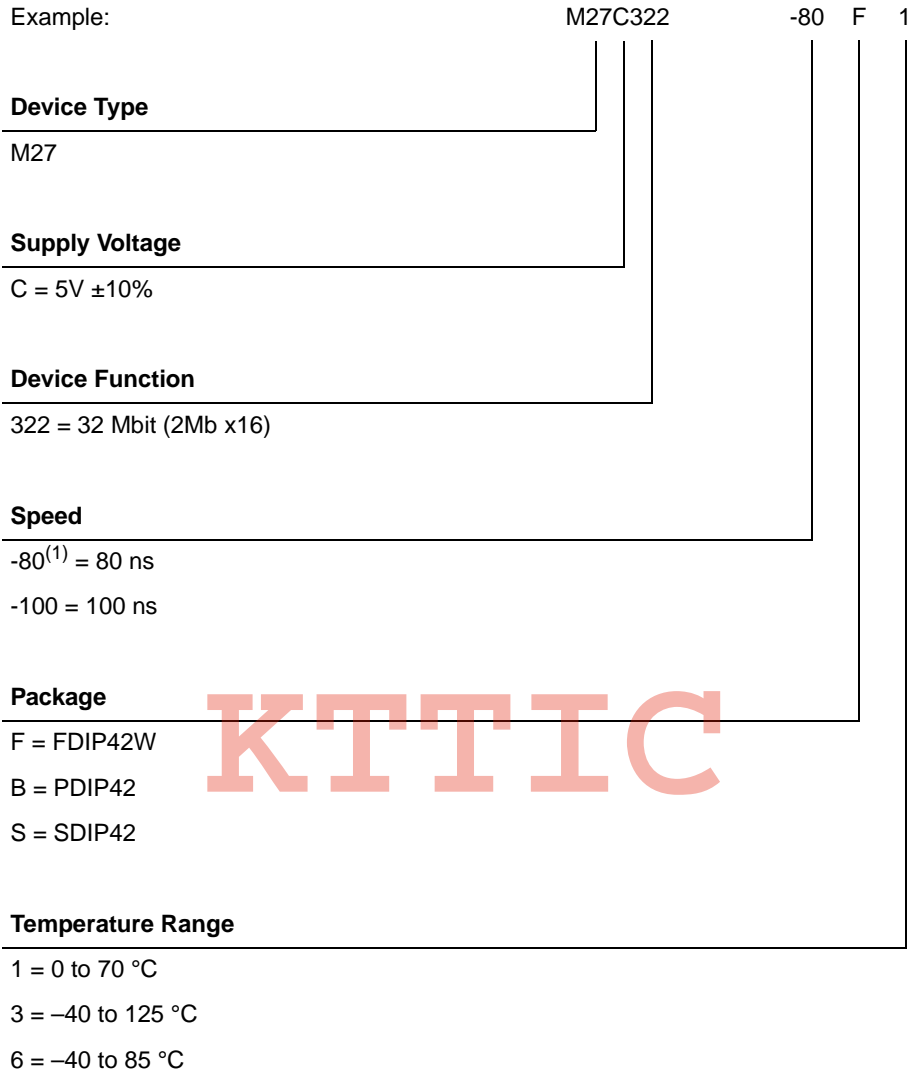 Example: M27C322 -80 F 1
Device Type
M27
Supply Voltage
C = 5V ±10%
Device Function
322 = 32 Mbit (2Mb x16)
Speed
-80(1) = 80 ns
-100 = 100 ns
Package
F = FDIP42W
B = PDIP42
S = SDIP42
KTTIC
Temperature Range
1 = 0 to 70 °C
3 = –40 to 125 °C
6 = –40 to 85 °C